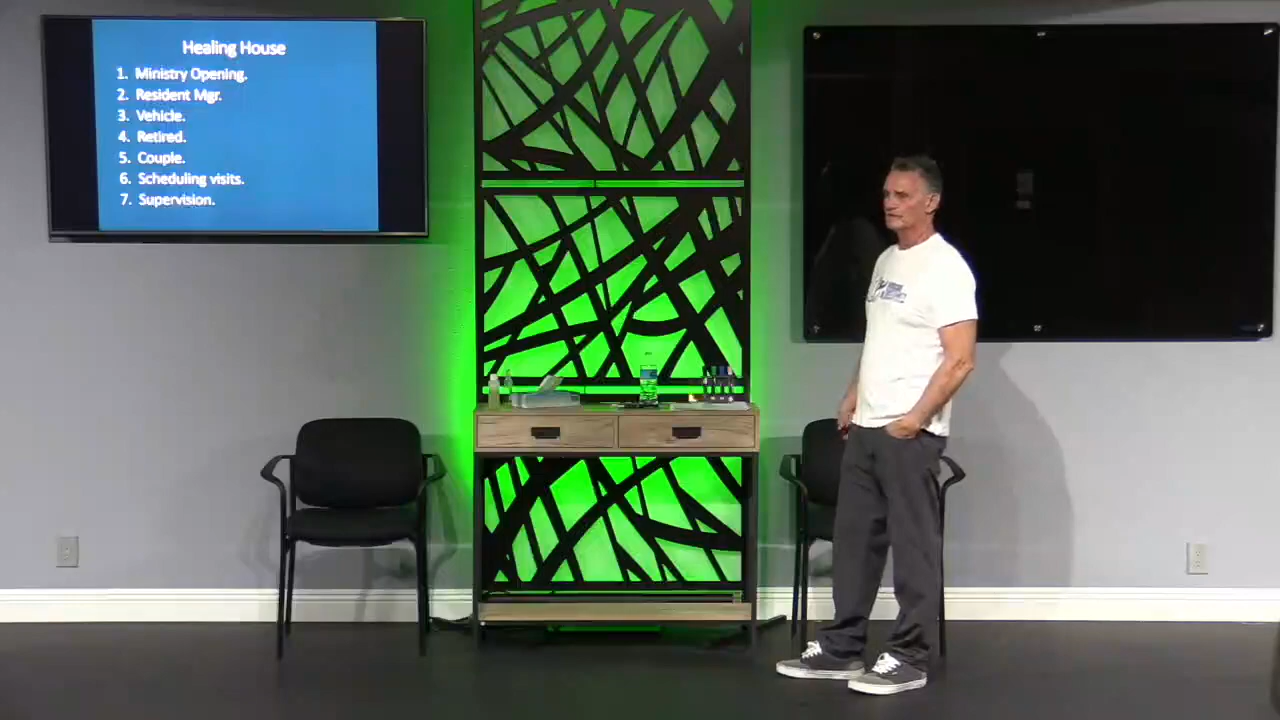 Healing House
1. Ministry Opening.
2. Resident Mgr.
3. Vehicle.
4. Retired.
5. Couple.
6. Scheduling visits.
7. Supervision.